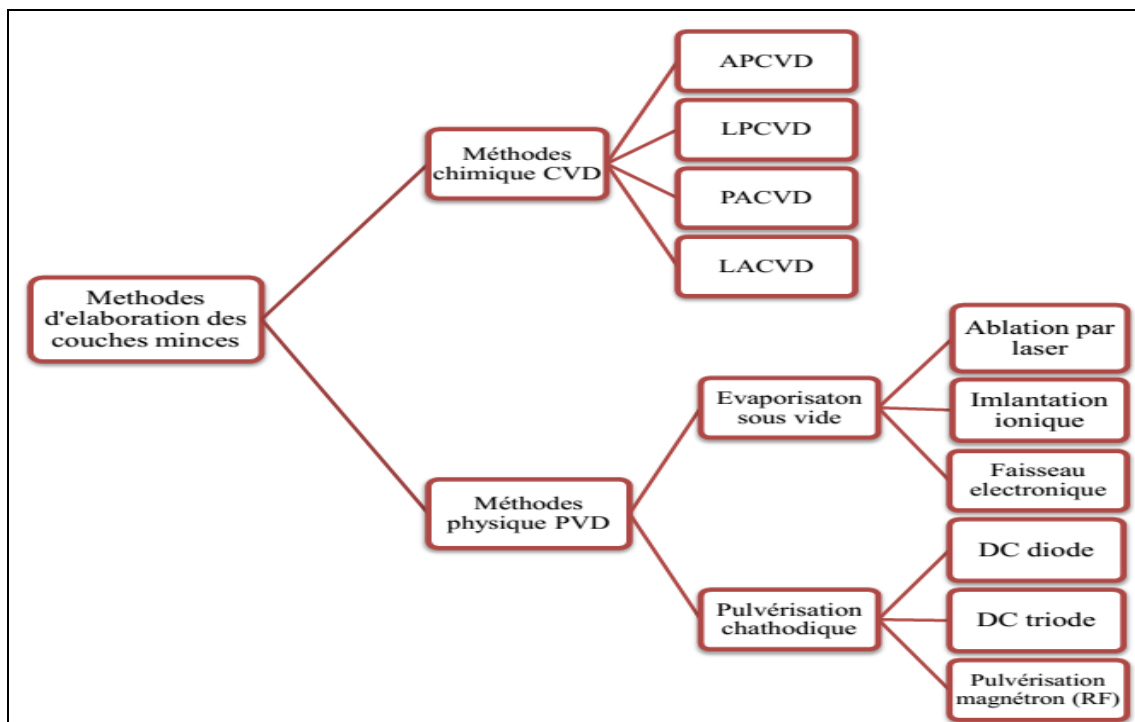 Methodes
d'elaboration des
couches minces
Méthodes
chimique CVD
APCVD
LPCVD
PACVD
LACVD
Méthodes
physique PVD
Evaporisaton
sous vide
Ablation par
laser
Imlantation
ionique
Faisseau
electronique
Pulvérisation
chathodique
DC diode
DC triode
Pulvérisation
magnétron (RF)